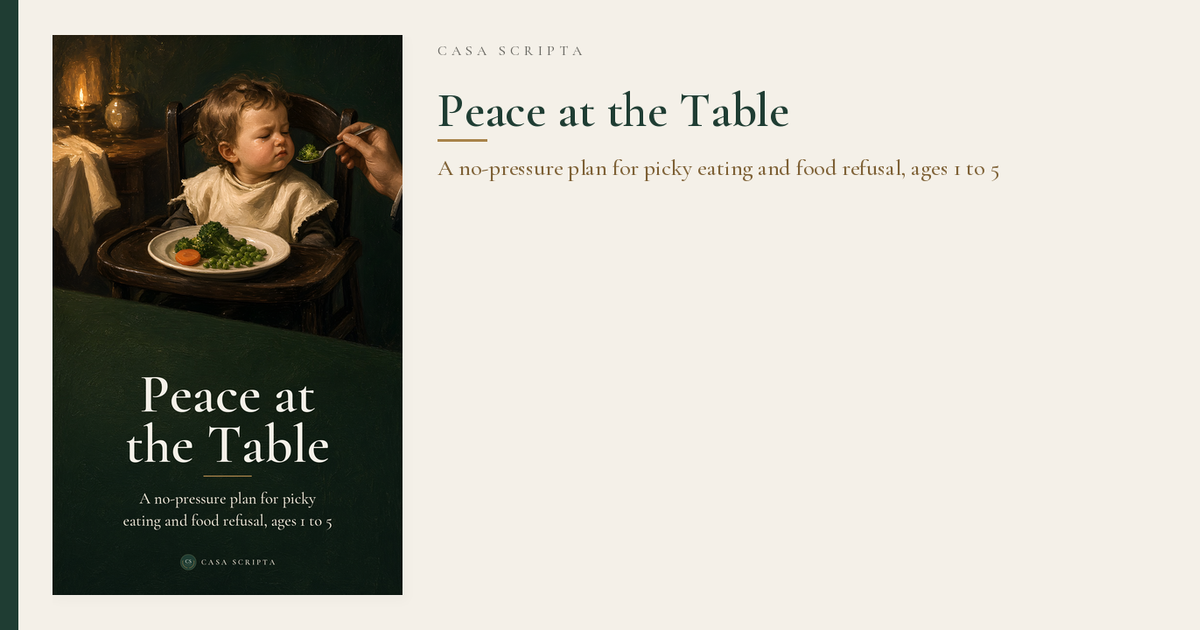 CASA SCRIPTA
Peace at the Table
A no-pressure plan for picky eating and food refusal, ages 1 to 5
Peace at
the Table
A no-pressure plan for picky
eating and food refusal, ages 1 to 5
CS CASA SCRIPTA